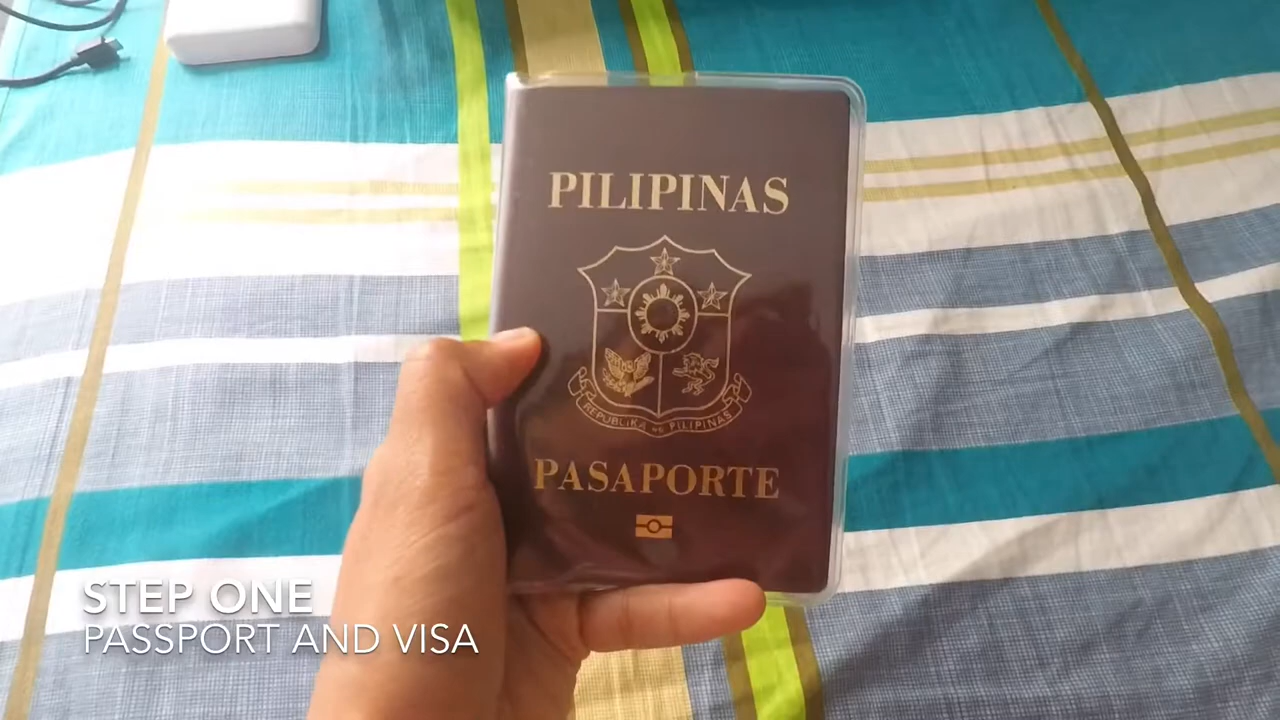 PILIPINAS
REPUBLIKA NG PILIPINAS
PASAPORTE
STEP ONE
PASSPORT AND VISA